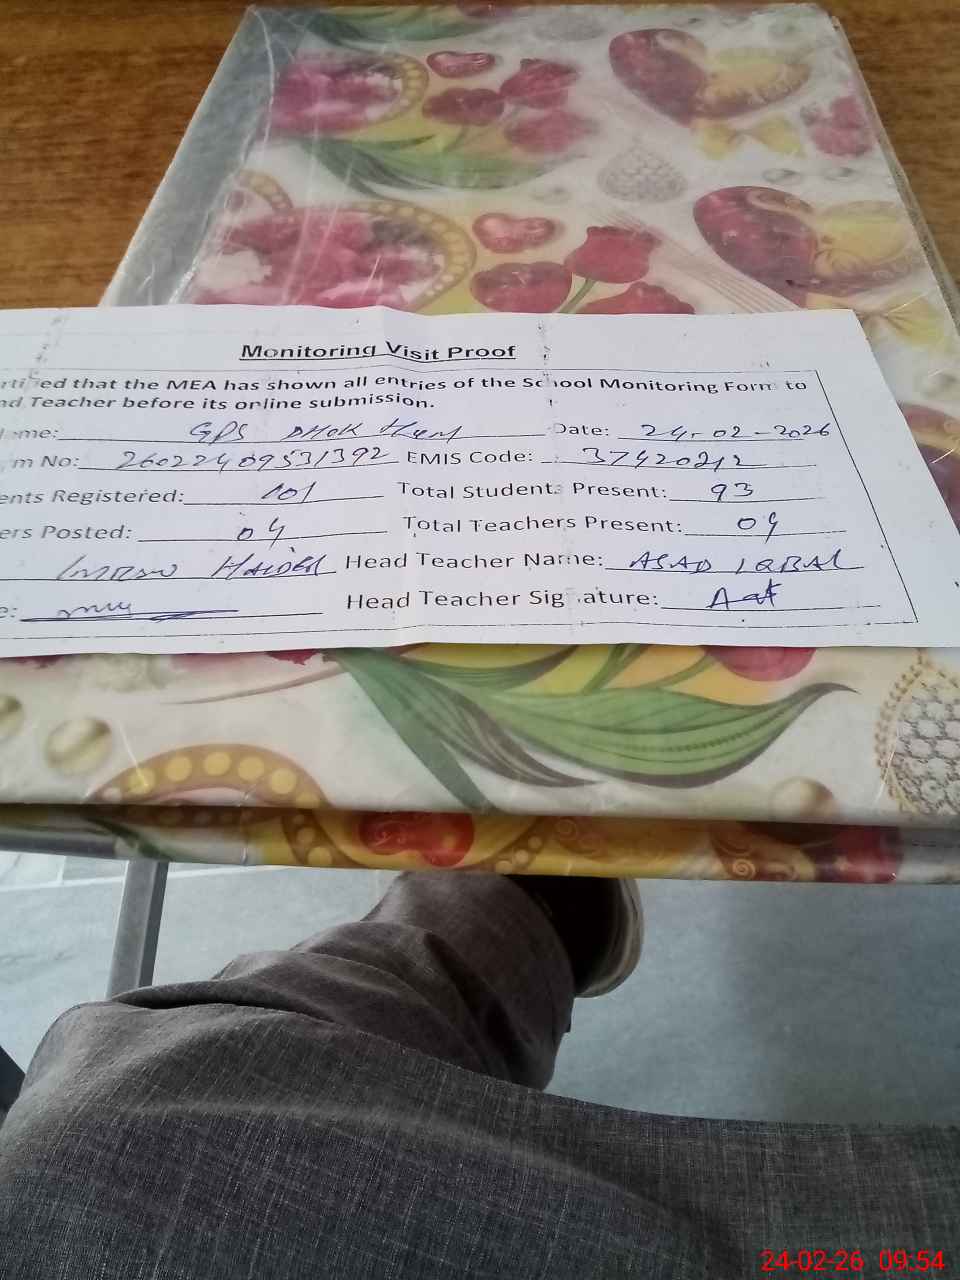 Monitoring Visit Proof
rtified that the MEA has shown all entries of the School Monitoring Form to
d Teacher before its online submission.
ame: GPS DHOK Date: 24-02-2026
m No: 26022409531392 EMIS Code: 37420212
ents Registered: 101 Total Students Present: 93
ers Posted: 04 Total Teachers Present: 04
IMRAN HAIDER Head Teacher Name: ASAD IQBAL
e: Head Teacher Signature:
24-02-26 09:54